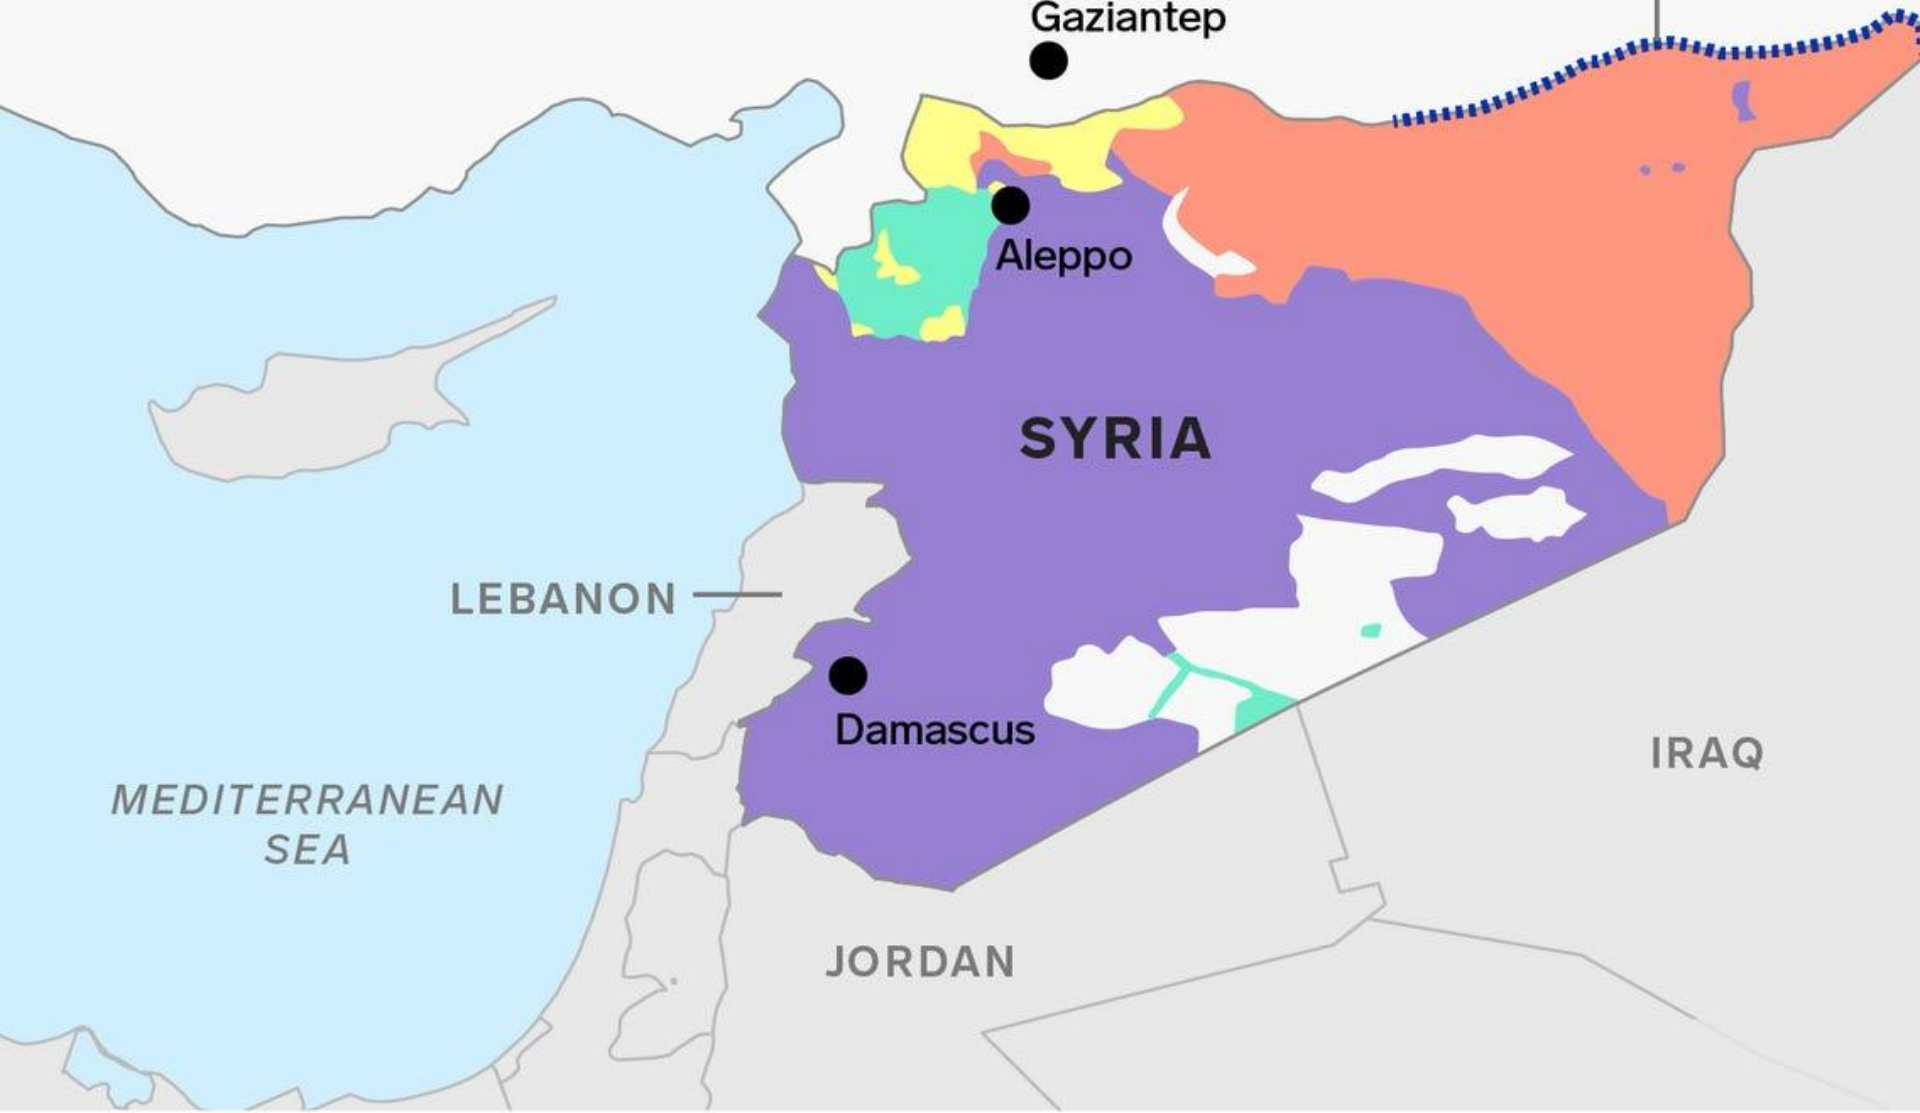 Gaziantep
Aleppo
SYRIA
LEBANON
Damascus
IRAQ
MEDITERRANEAN
SEA
JORDAN